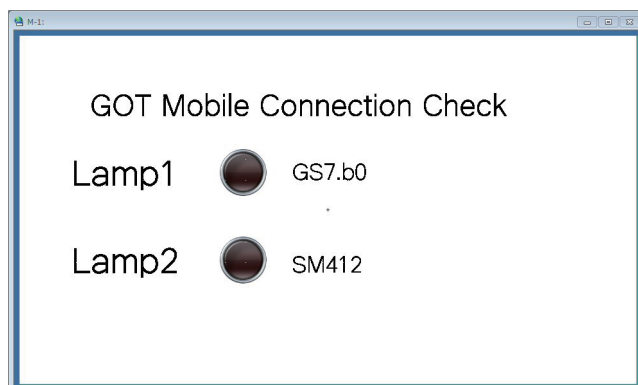 M-1:
GOT Mobile Connection Check
Lamp1
GS7.b0
Lamp2
SM412